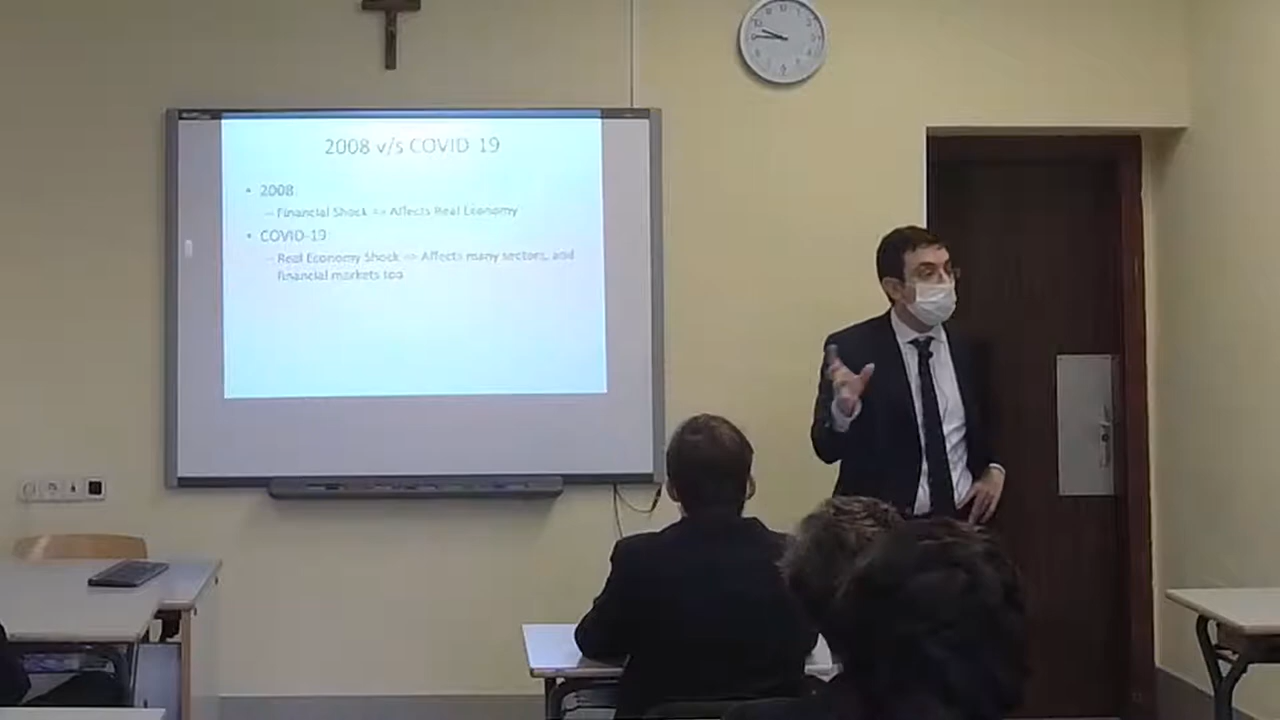 2008 v/s COVID-19
• 2008
– Financial Shock => Affects Real Economy
• COVID-19
– Real Economy Shock => Affects many sectors, and
financial markets too